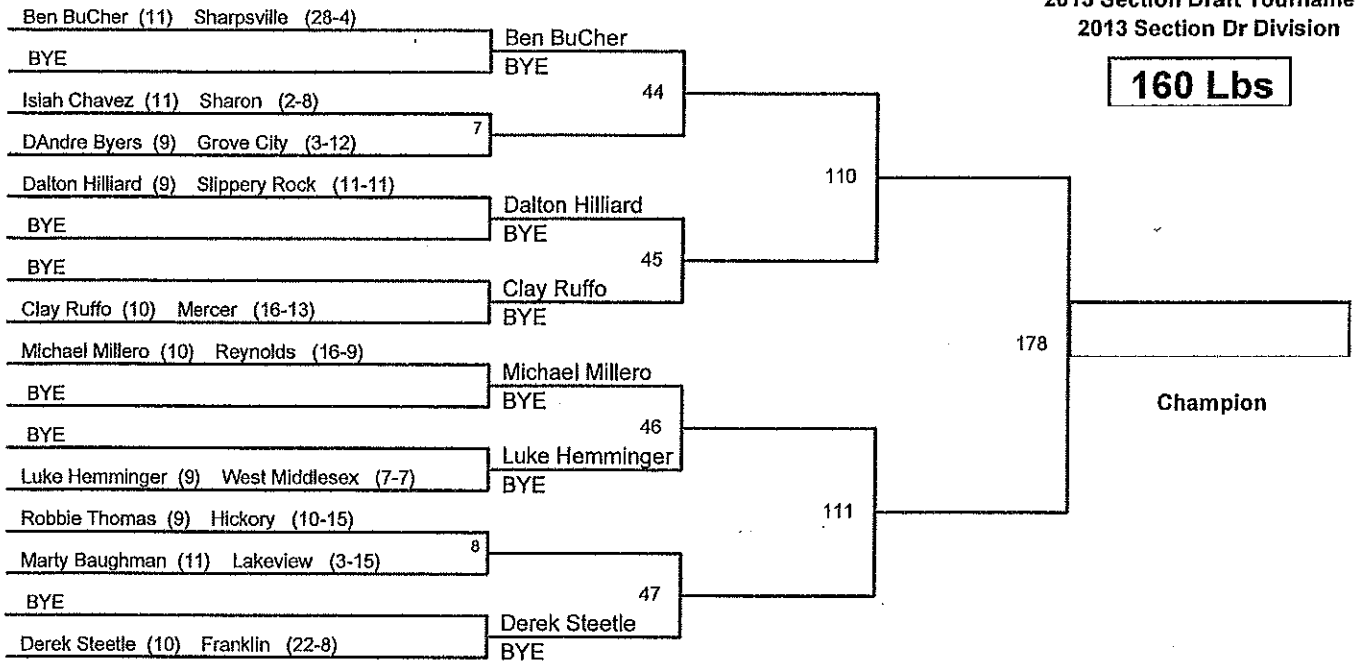 2013 Section Draft Tourname
2013 Section Dr Division
160 Lbs
Ben BuCher (11) Sharpsville (28-4)
BYE
Isiah Chavez (11) Sharon (2-8)
DAndre Byers (9) Grove City (3-12)
Dalton Hilliard (9) Slippery Rock (11-11)
BYE
BYE
Clay Ruffo (10) Mercer (16-13)
Michael Millero (10) Reynolds (16-9)
BYE
BYE
Luke Hemminger (9) West Middlesex (7-7)
Robbie Thomas (9) Hickory (10-15)
Marty Baughman (11) Lakeview (3-15)
BYE
Derek Steetle (10) Franklin (22-8)
Ben BuCher
BYE
7
Dalton Hilliard
BYE
Clay Ruffo
BYE
Michael Millero
BYE
Luke Hemminger
BYE
8
Derek Steetle
BYE
44
45
46
47
110
111
178
Champion